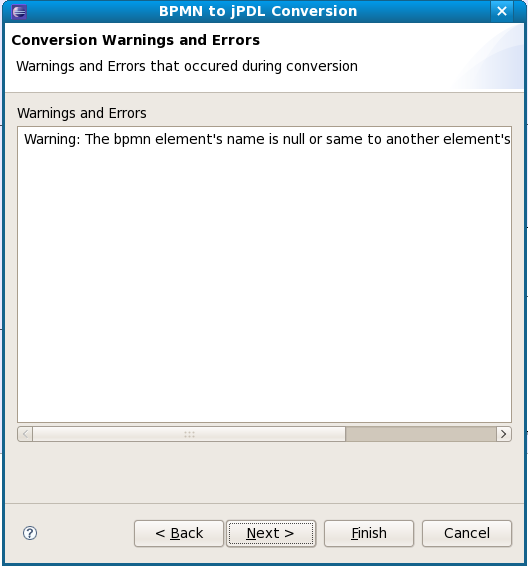 BPMN to jPDL Conversion
Conversion Warnings and Errors
Warnings and Errors that occured during conversion
Warnings and Errors
Warning: The bpmn element's name is null or same to another element's
< Back
Next >
Finish
Cancel